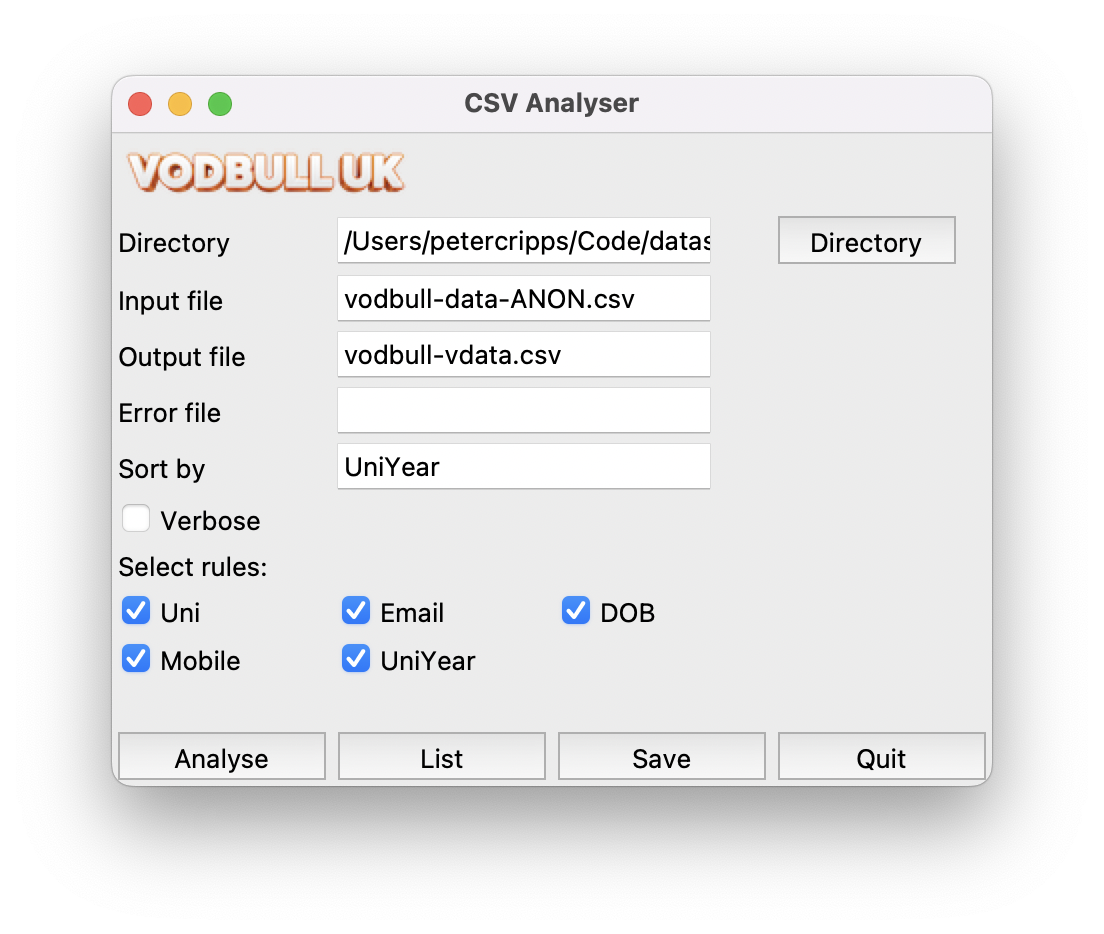 CSV Analyser
VODBULL UK
Directory /Users/petercripps/Code/datas Directory
Input file vodbull-data-ANON.csv
Output file vodbull-vdata.csv
Error file
Sort by UniYear
Verbose
Select rules:
Uni Email DOB
Mobile UniYear
Analyse List Save Quit